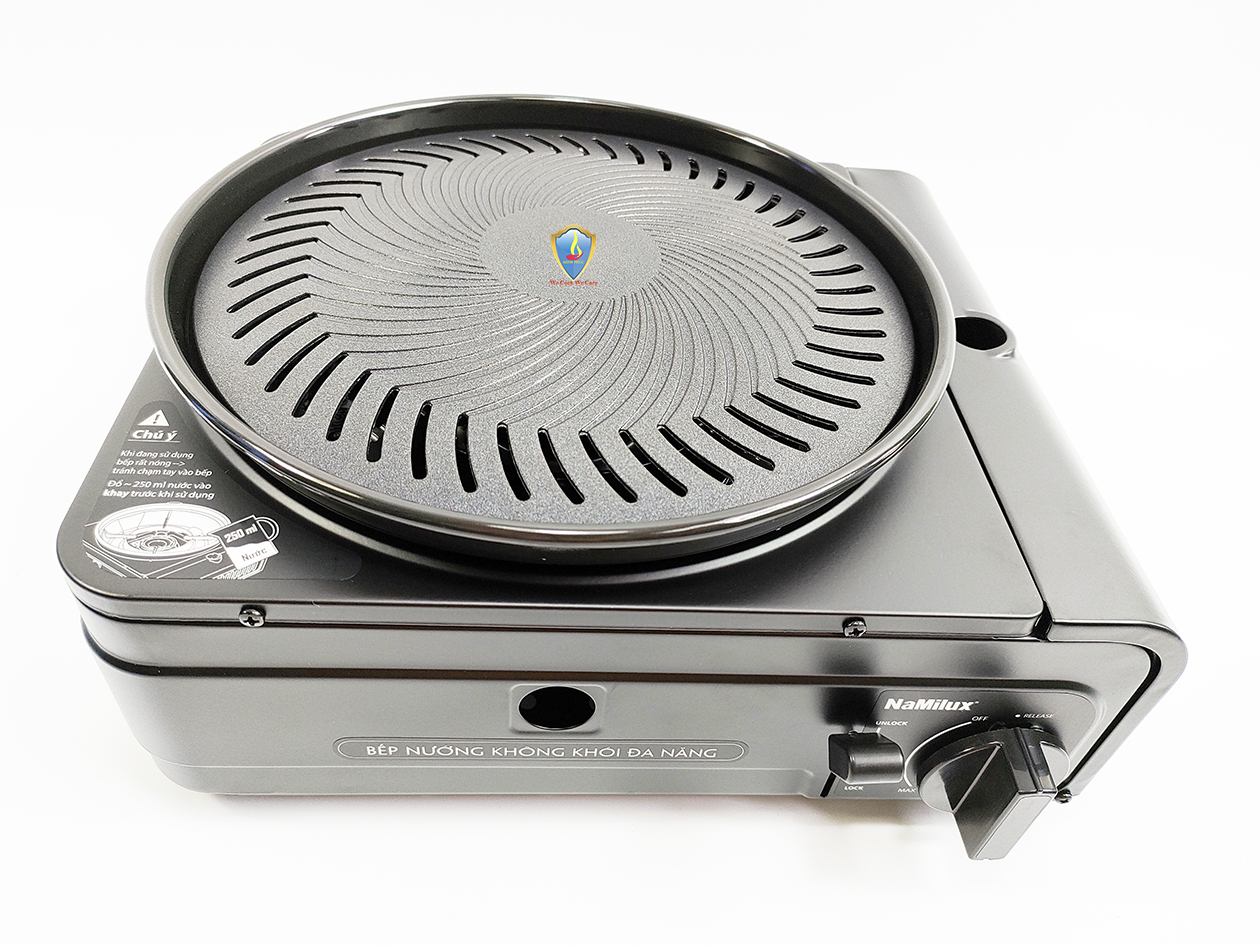 We Cook We Care
Chú ý
Khi đang sử dụng
bếp rất nóng -->
tránh chạm tay vào bếp
Đổ ~ 250 ml nước vào
khay trước khi sử dụng
250 ml
Nước
NaMilux
UNLOCK
OFF
RELEASE
BẾP NƯỚNG KHÔNG KHÓI ĐA NĂNG
LOCK
MAX